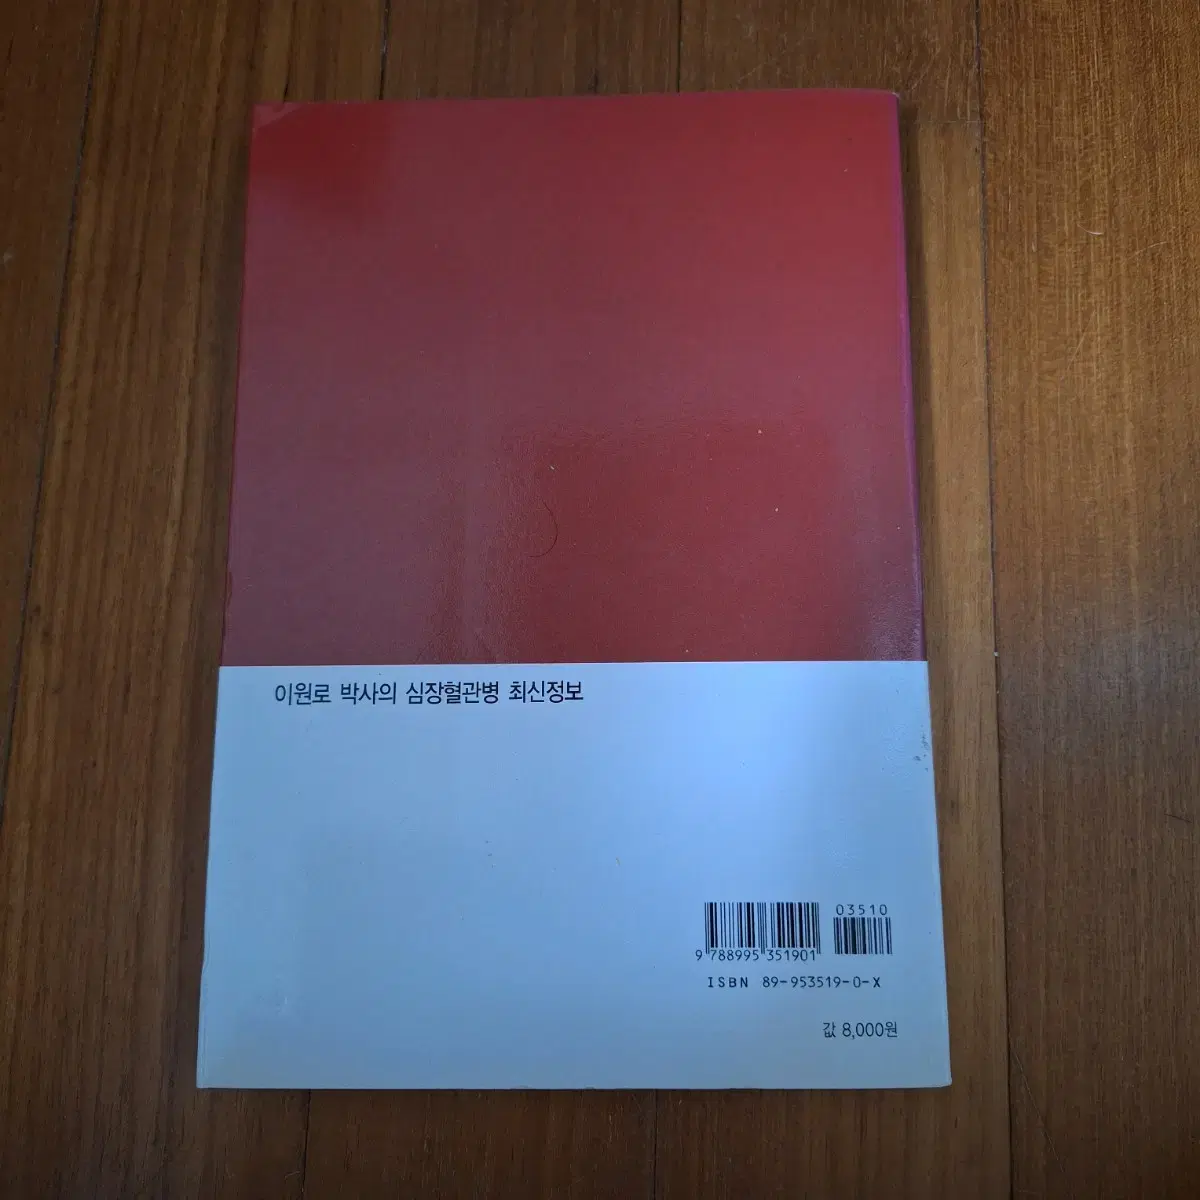 이원로 박사의 심장혈관병 최신정보
03510
9 788995 351901
ISBN 89-953519-0-X
값 8,000원